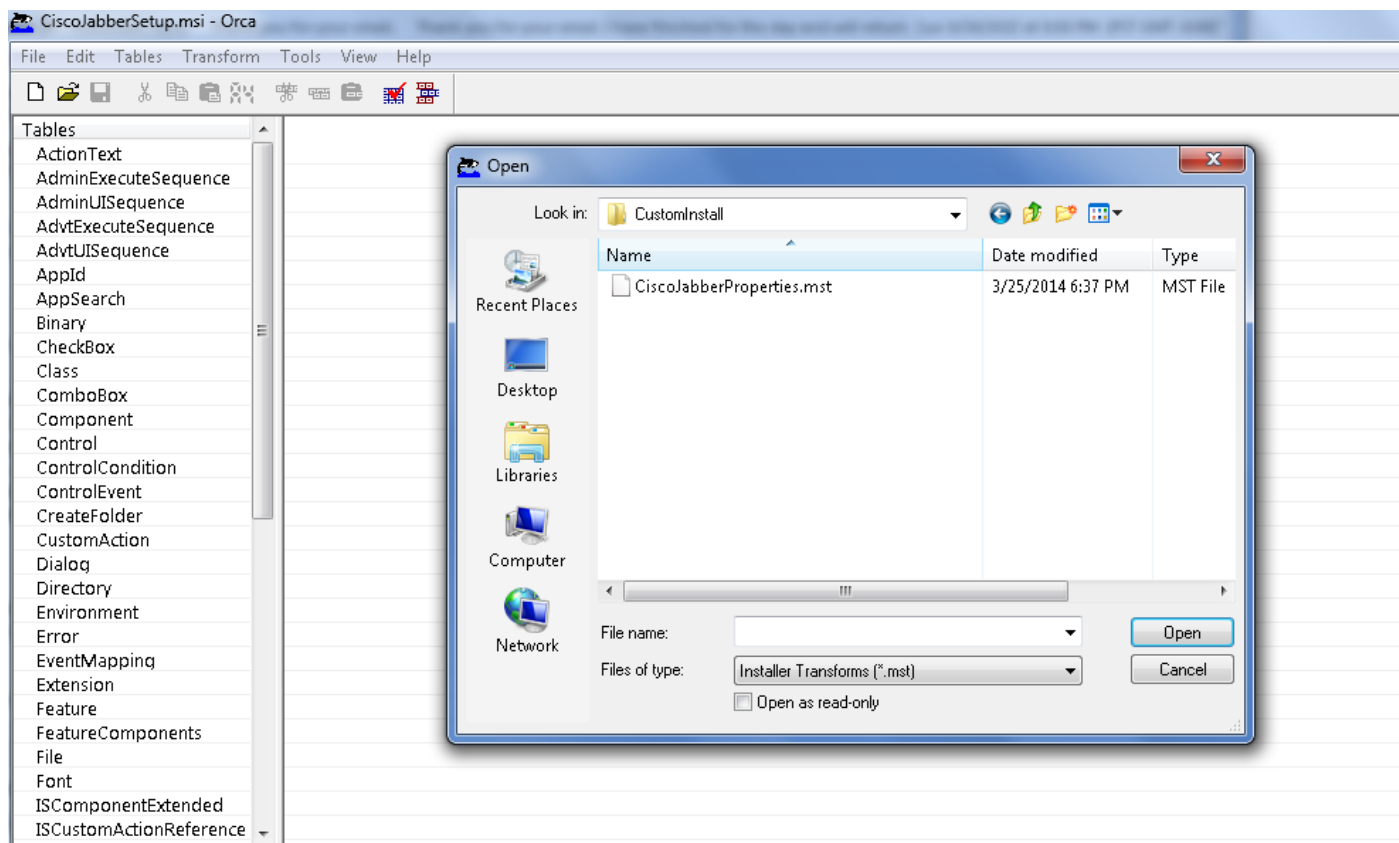 CiscoJabberSetup.msi - Orca
File Edit Tables Transform Tools View Help
Tables
ActionText
AdminExecuteSequence
AdminUISequence
AdvtExecuteSequence
AdvtUISequence
AppId
AppSearch
Binary
CheckBox
Class
ComboBox
Component
Control
ControlCondition
ControlEvent
CreateFolder
CustomAction
Dialog
Directory
Environment
Error
EventMapping
Extension
Feature
FeatureComponents
File
Font
ISComponentExtended
ISCustomActionReference
Open
Look in: CustomInstall
Name Date modified Type
CiscoJabberProperties.mst 3/25/2014 6:37 PM MST File
Recent Places
Desktop
Libraries
Computer
Network
File name: Open
Files of type: Installer Transforms (*.mst) Cancel
Open as read-only